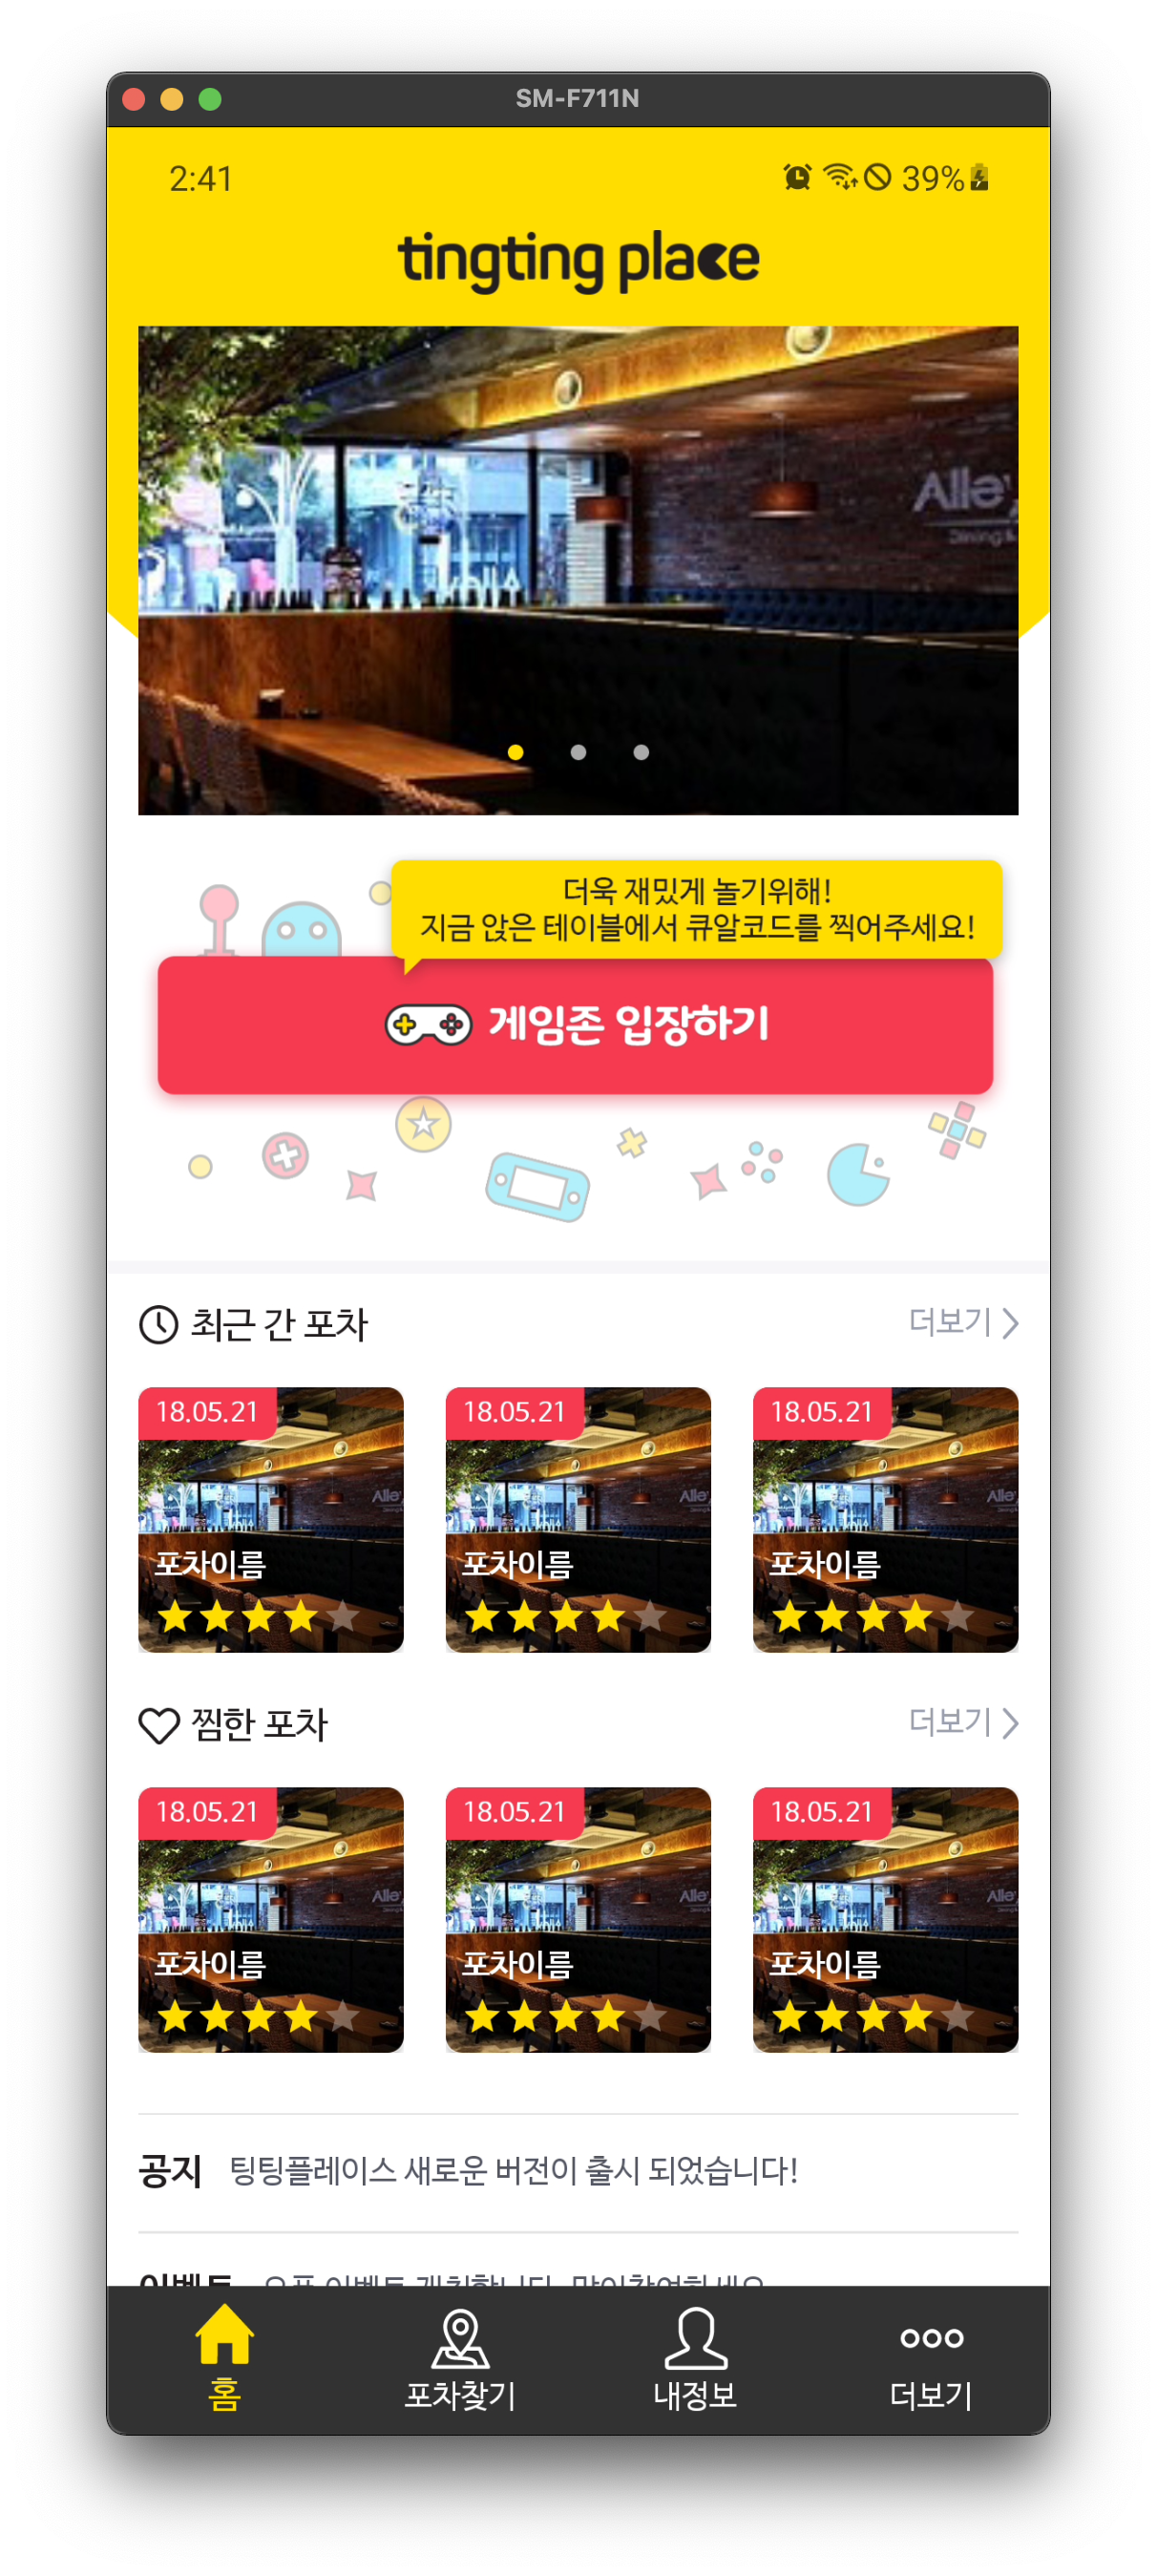 SM-F711N
2:41
39%
tingting place
Alley
더욱 재밌게 놀기위해!
지금 앉은 테이블에서 큐알코드를 찍어주세요!
게임존 입장하기
최근 간 포차
더보기
18.05.21
18.05.21
18.05.21
포차이름
포차이름
포차이름
찜한 포차
더보기
18.05.21
18.05.21
18.05.21
포차이름
포차이름
포차이름
공지 팅팅플레이스 새로운 버전이 출시 되었습니다!
이벤트
홈
포차찾기
내정보
더보기